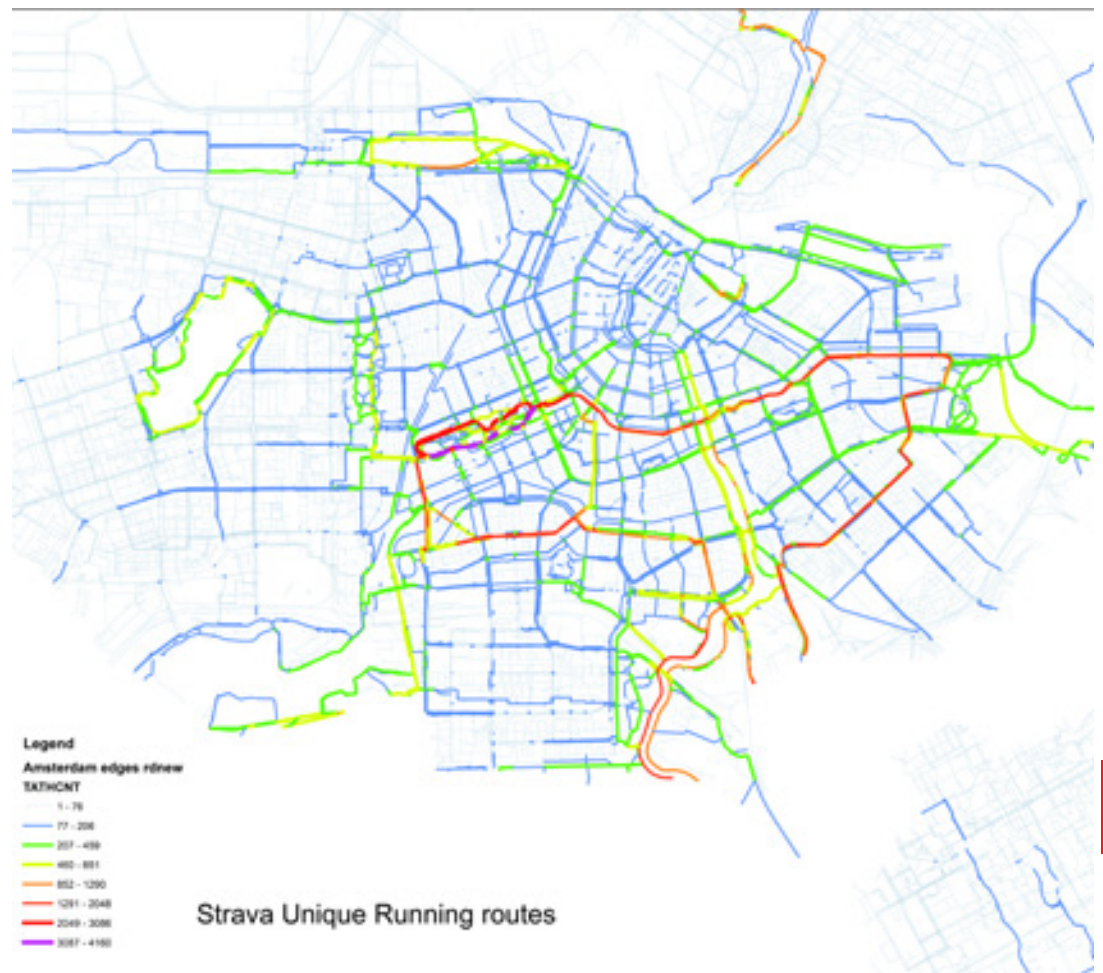 Legend
Amsterdam edges rdnew
TATHCNT
1 - 76
77 - 206
207 - 459
460 - 851
852 - 1290
1291 - 2048
2049 - 3086
3087 - 4160
Strava Unique Running routes